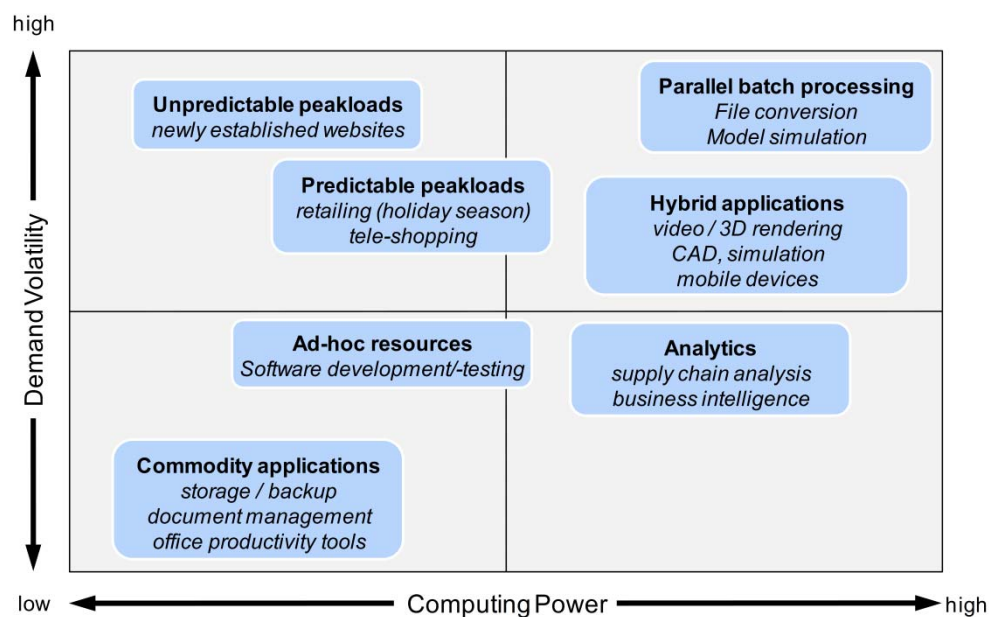 high
Unpredictable peakloads
newly established websites
Parallel batch processing
File conversion
Model simulation
Predictable peakloads
retailing (holiday season)
tele-shopping
Hybrid applications
video / 3D rendering
CAD, simulation
mobile devices
Demand Volatility
Ad-hoc resources
Software development/-testing
Analytics
supply chain analysis
business intelligence
Commodity applications
storage / backup
document management
office productivity tools
low
Computing Power
high